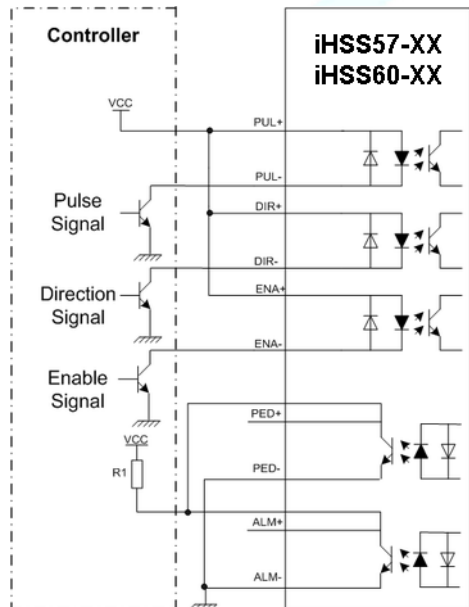 Controller
iHSS57-XX
iHSS60-XX
VCC
PUL+
PUL-
Pulse
Signal
DIR+
DIR-
Direction
Signal
ENA+
ENA-
Enable
Signal
PED+
VCC
R1
PED-
ALM+
ALM-